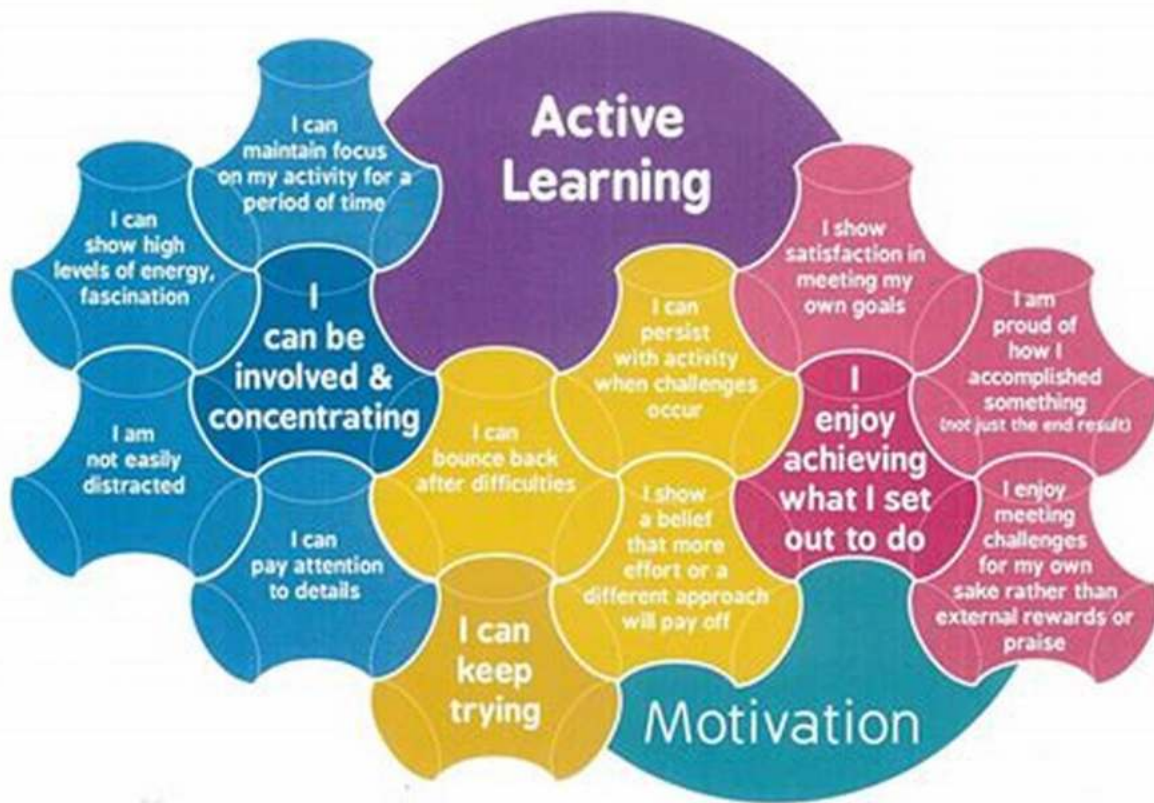 Active
Learning
I can
maintain focus
on my activity for a
period of time
I can
show high
levels of energy,
fascination
I
can be
involved &
concentrating
I am
not easily
distracted
I can
pay attention
to details
I can
bounce back
after difficulties
I can
persist
with activity
when challenges
occur
I show
a belief
that more
effort or a
different approach
will pay off
I can
keep
trying
I show
satisfaction in
meeting my
own goals
I am
proud of
how I
accomplished
something
(not just the end result)
I
enjoy
achieving
what I set
out to do
I enjoy
meeting
challenges
for my own
sake rather than
external rewards or
praise
Motivation